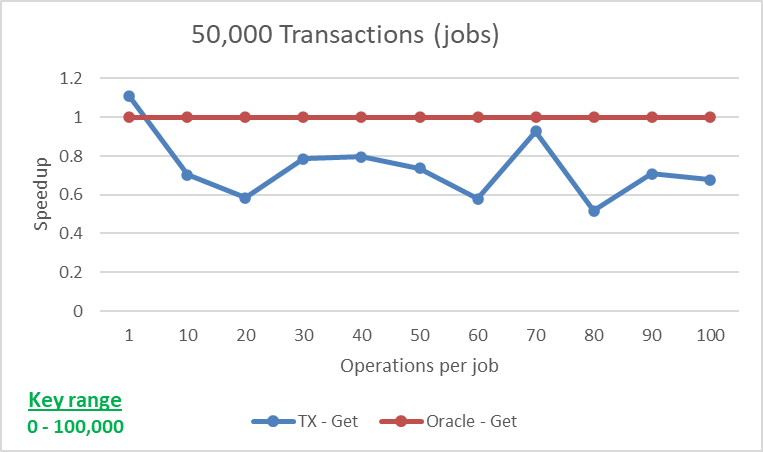 50,000 Transactions (jobs)
1.2
1
0.8
0.6
0.4
0.2
0
Speedup
1 10 20 30 40 50 60 70 80 90 100
Operations per job
Key range
0 - 100,000
TX - Get Oracle - Get